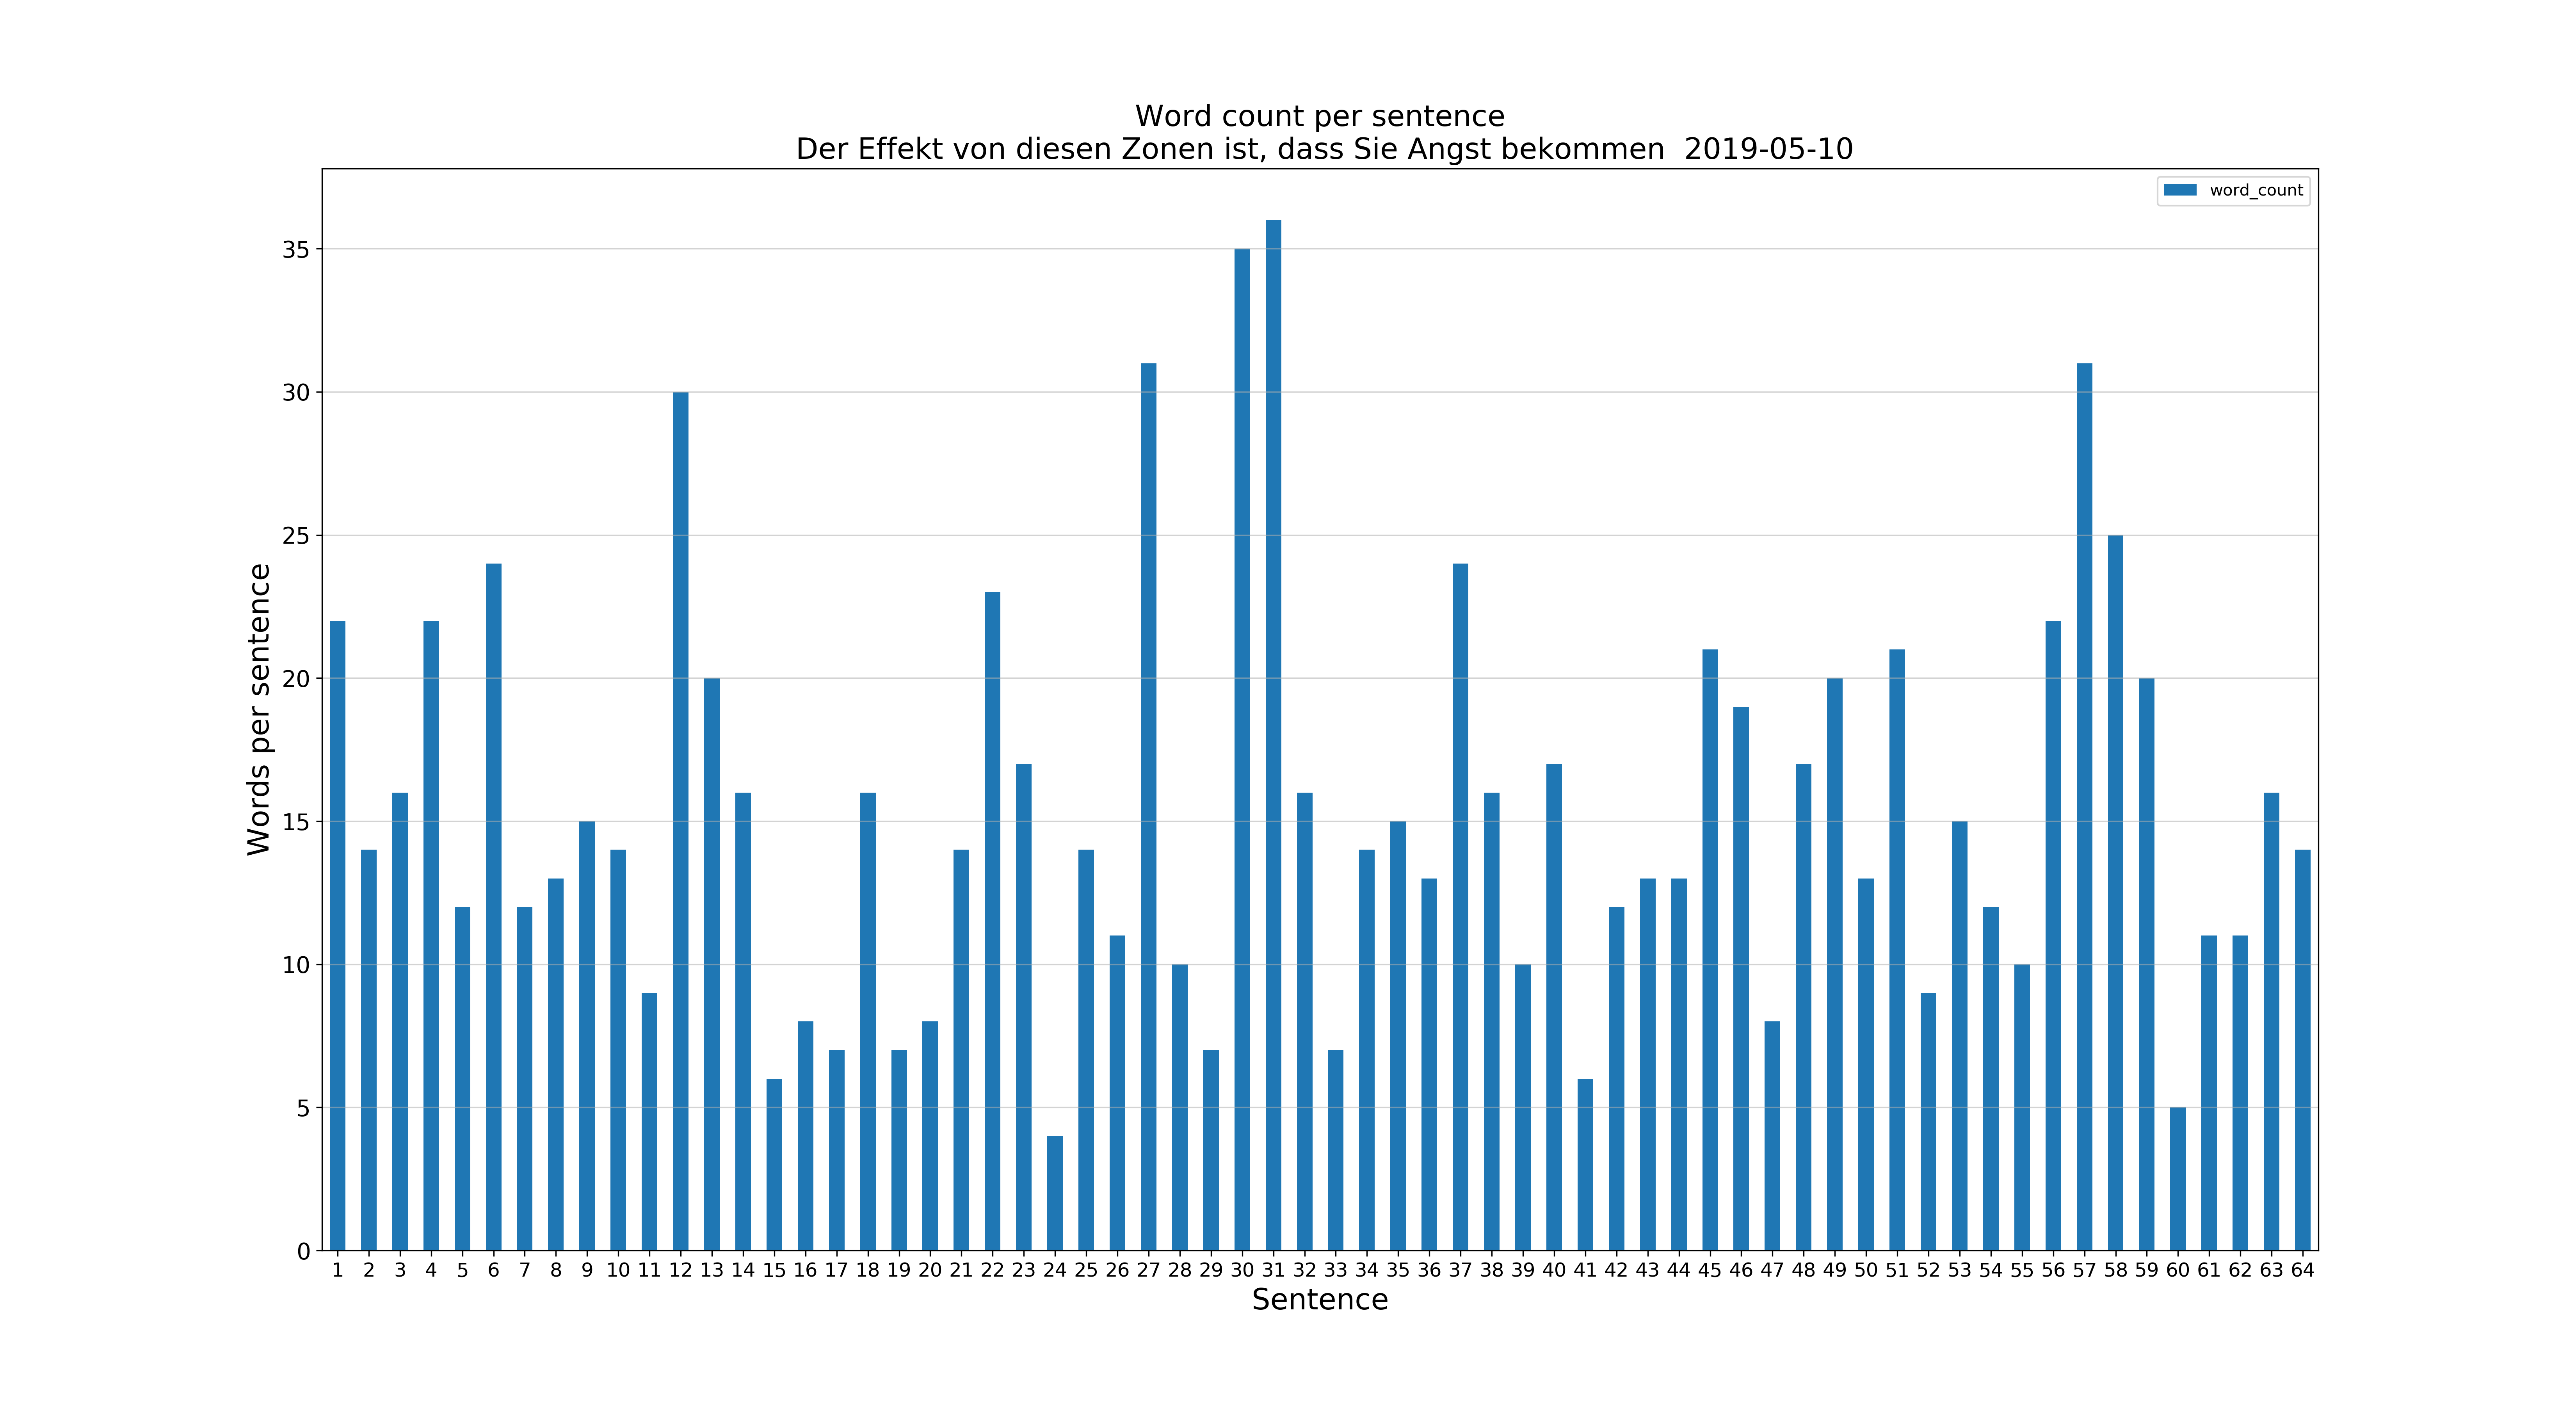 Word count per sentence
Der Effekt von diesen Zonen ist, dass Sie Angst bekommen  2019-05-10
word_count
35
30
25
20
15
10
5
0
Words per sentence
1 2 3 4 5 6 7 8 9 10 11 12 13 14 15 16 17 18 19 20 21 22 23 24 25 26 27 28 29 30 31 32 33 34 35 36 37 38 39 40 41 42 43 44 45 46 47 48 49 50 51 52 53 54 55 56 57 58 59 60 61 62 63 64
Sentence